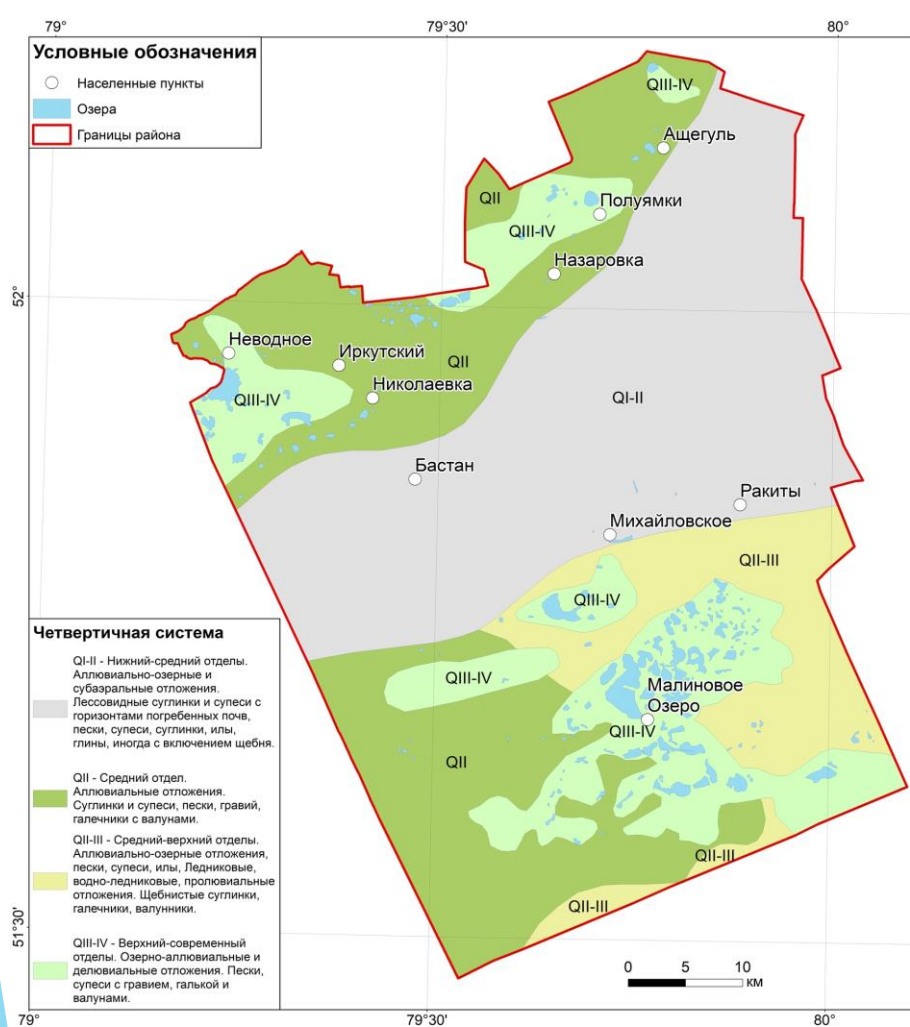 79°
79°30'
80°
Условные обозначения
Населенные пункты
Озера
Границы района
QIII-IV
Ащегуль
QII
Полуямки
QIII-IV
Назаровка
52°
Неводное
Иркутский
QII
Николаевка
QIII-IV
QI-II
Бастан
Ракиты
Михайловское
QII-III
QIII-IV
Четвертичная система
QI-II - Нижний-средний отделы.
Аллювиально-озерные и
субаэральные отложения.
Лессовидные суглинки и супеси с
горизонтами погребенных почв,
пески, супеси, суглинки, илы,
глины, иногда с включением щебня.
QII - Средний отдел.
Аллювиальные отложения.
Суглинки и супеси, пески, гравий,
галечники с валунами.
QII-III - Средний-верхний отделы.
Аллювиально-озерные отложения,
пески, супеси, илы, Ледниковые,
водно-ледниковые, пролювиальные
отложения. Щебнистые суглинки,
галечники, валунники.
QIII-IV - Верхний-современный
отделы. Озерно-аллювиальные и
делювиальные отложения. Пески,
супеси с гравием, галькой и
валунами.
QIII-IV
Малиновое
Озеро
QIII-IV
QII
QII-III
QII-III
51°30'
0 5 10
км
79°
79°30'
80°